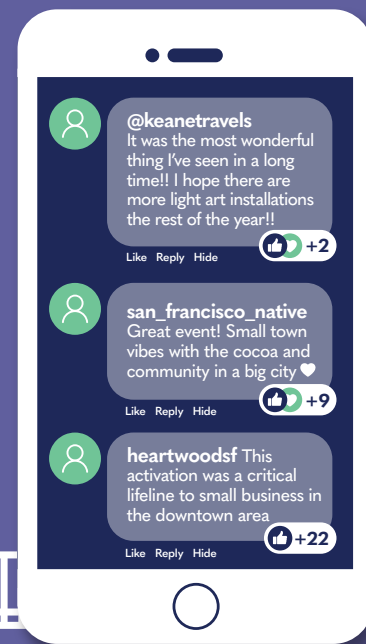 @keanetravels
It was the most wonderful
thing I've seen in a long
time!! I hope there are
more light art installations
the rest of the year!!
+2
Like Reply Hide
san_francisco_native
Great event! Small town
vibes with the cocoa and
community in a big city
+9
Like Reply Hide
heartwoodsf This
activation was a critical
lifeline to small business in
the downtown area
+22
Like Reply Hide